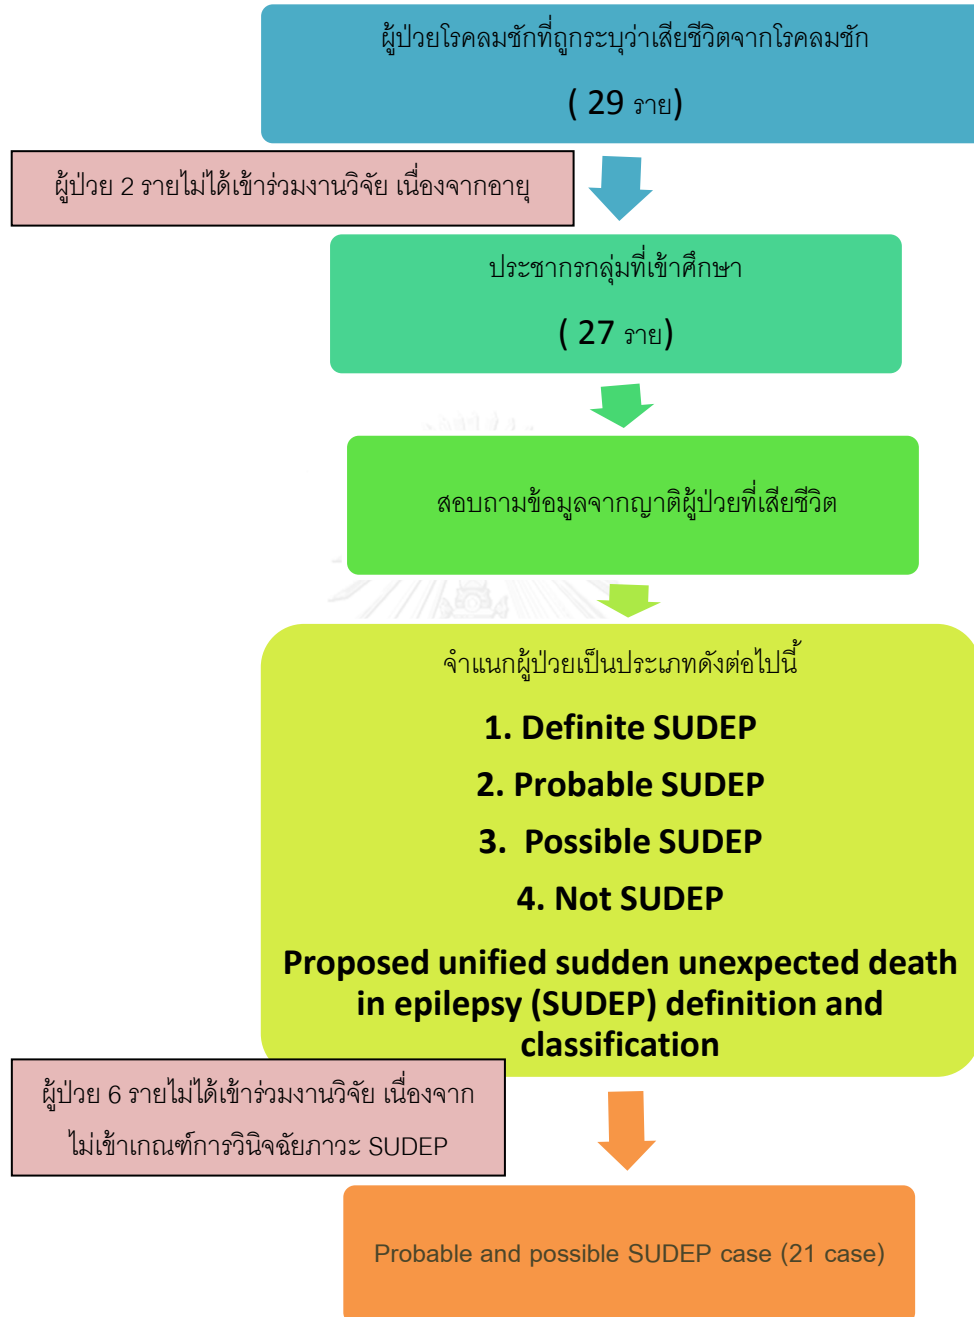 ผู้ป่วยโรคลมชักที่ถูกระบุว่าเสียชีวิตจากโรคลมชัก
( 29 ราย)
ผู้ป่วย 2 รายไม่ได้เข้าร่วมงานวิจัย เนื่องจากอายุ
ประชากรกลุ่มที่เข้าศึกษา
( 27 ราย)
สอบถามข้อมูลจากญาติผู้ป่วยที่เสียชีวิต
จำแนกผู้ป่วยเป็นประเภทดังต่อไปนี้
1. Definite SUDEP
2. Probable SUDEP
3. Possible SUDEP
4. Not SUDEP
Proposed unified sudden unexpected death
in epilepsy (SUDEP) definition and
classification
ผู้ป่วย 6 รายไม่ได้เข้าร่วมงานวิจัย เนื่องจาก
ไม่เข้าเกณฑ์การวินิจฉัยภาวะ SUDEP
Probable and possible SUDEP case (21 case)